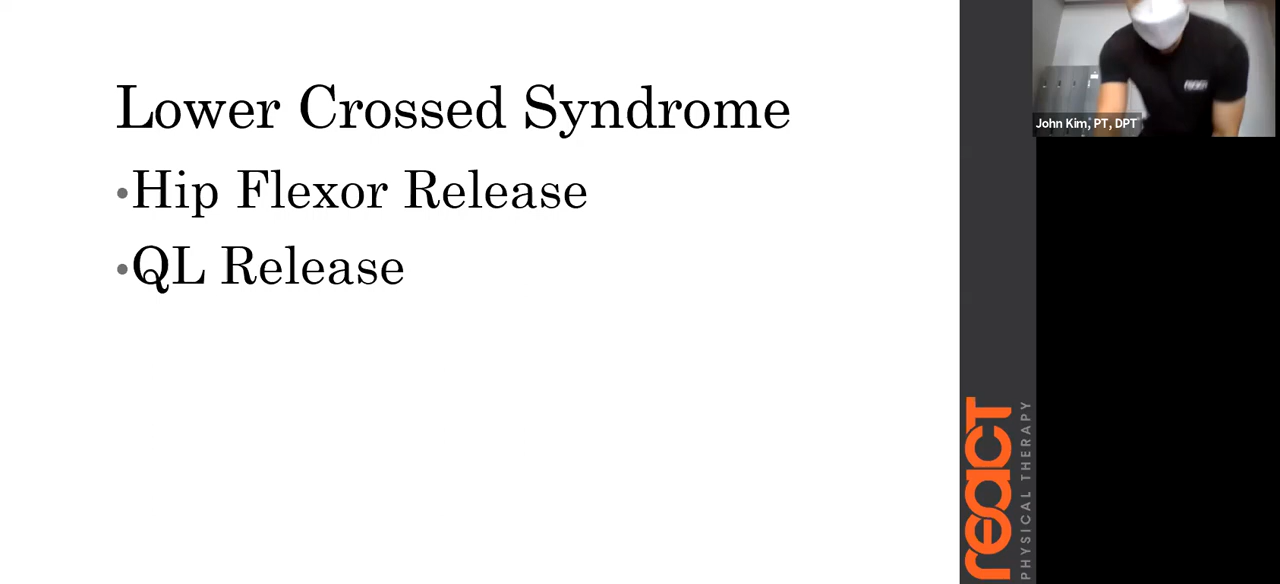 Lower Crossed Syndrome
•Hip Flexor Release
•QL Release
John Kim, PT, DPT
react
PHYSICAL THERAPY